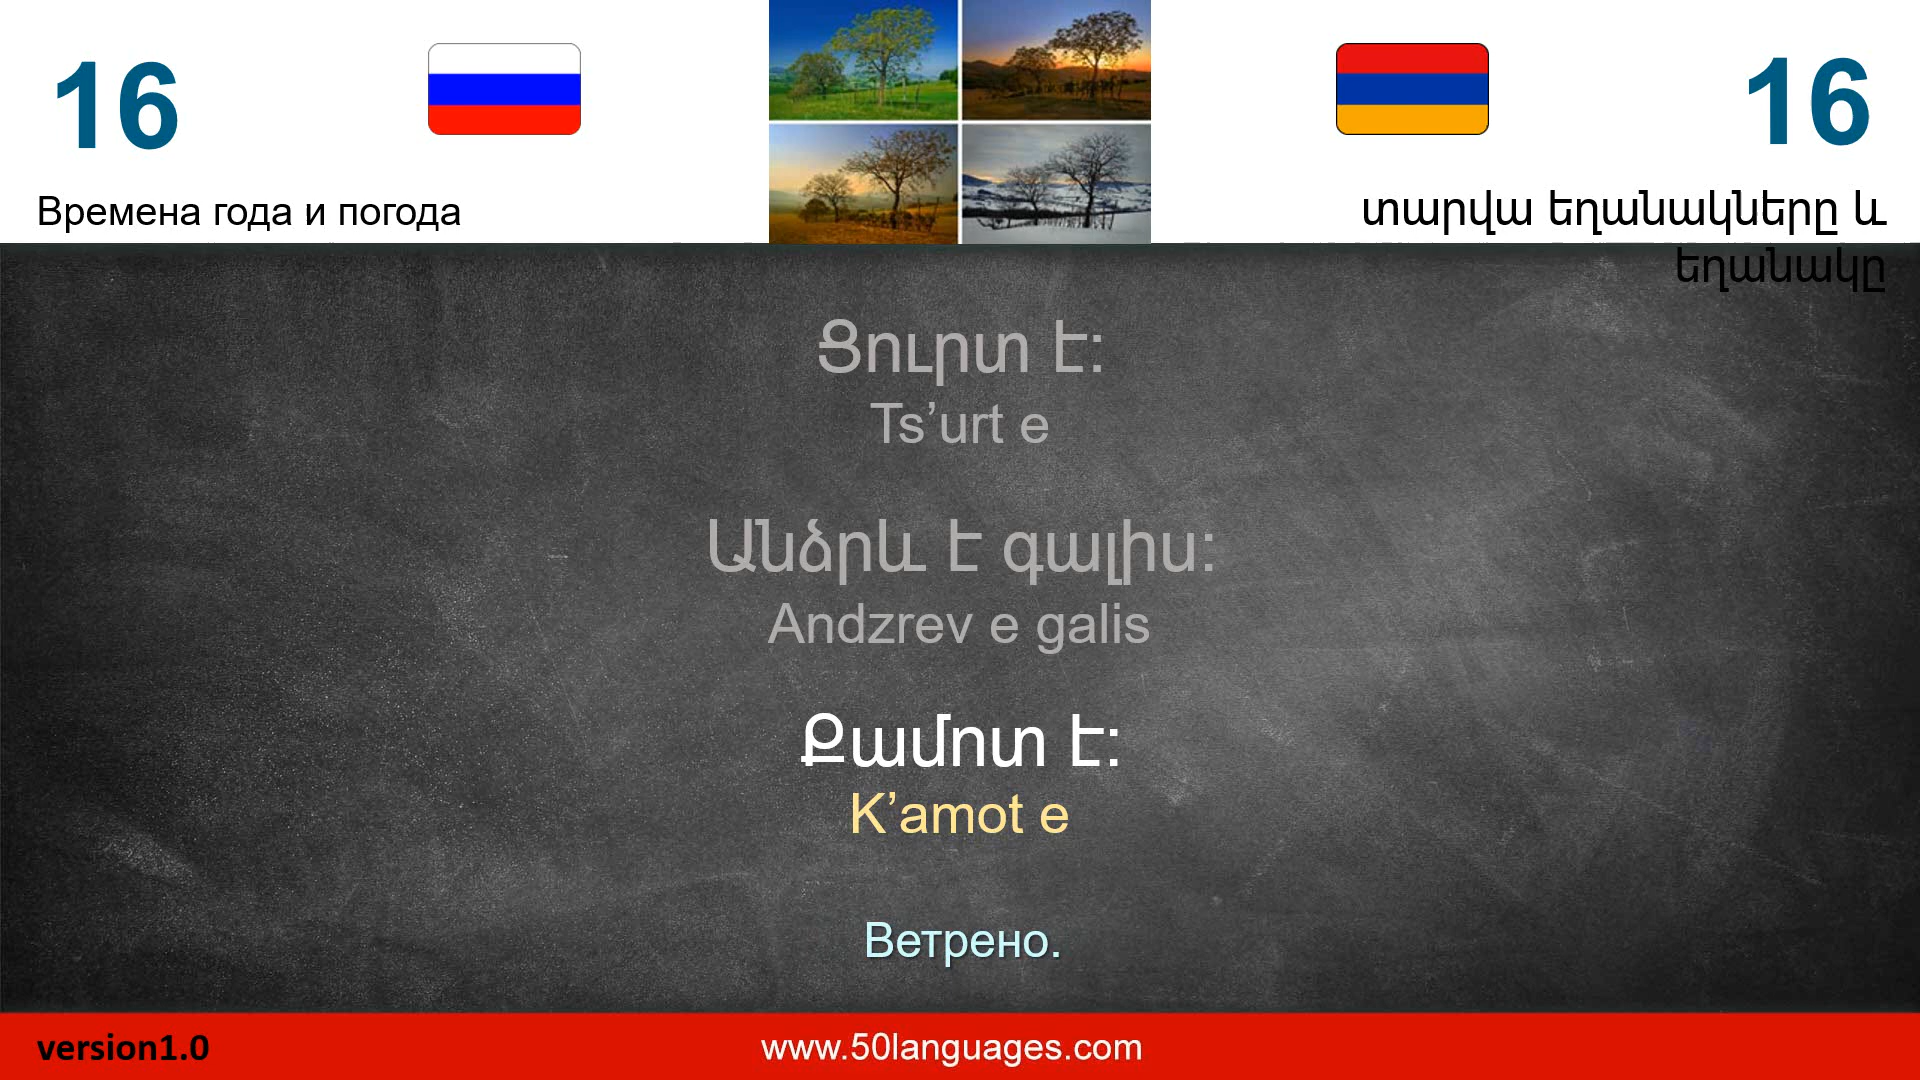 16
16
Времена года и погода
տարվա եղանակները և
եղանակը
Ցուրտ է:
Ts’urt e
Անձրև է գալիս:
Andzrev e galis
Քամոտ է:
K’amot e
Ветрено.
version1.0
www.50languages.com